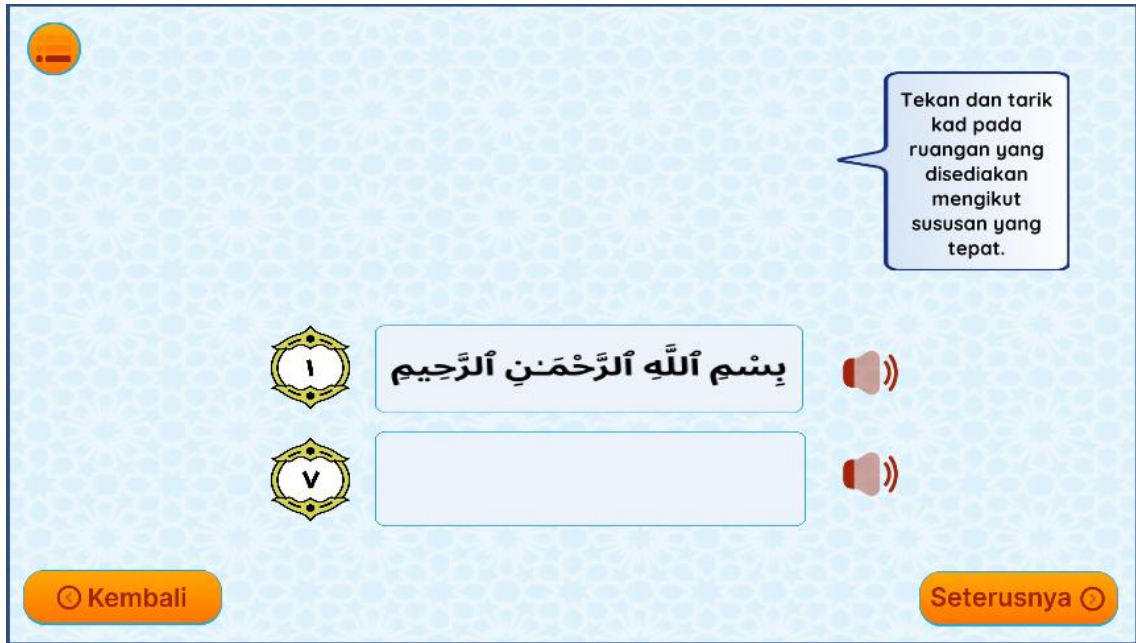 Tekan dan tarik
kad pada
ruangan yang
disediakan
mengikut
sususan yang
tepat.
١
بِسْمِ ٱللَّهِ ٱلرَّحْمَـٰنِ ٱلرَّحِيمِ
٧
Kembali
Seterusnya